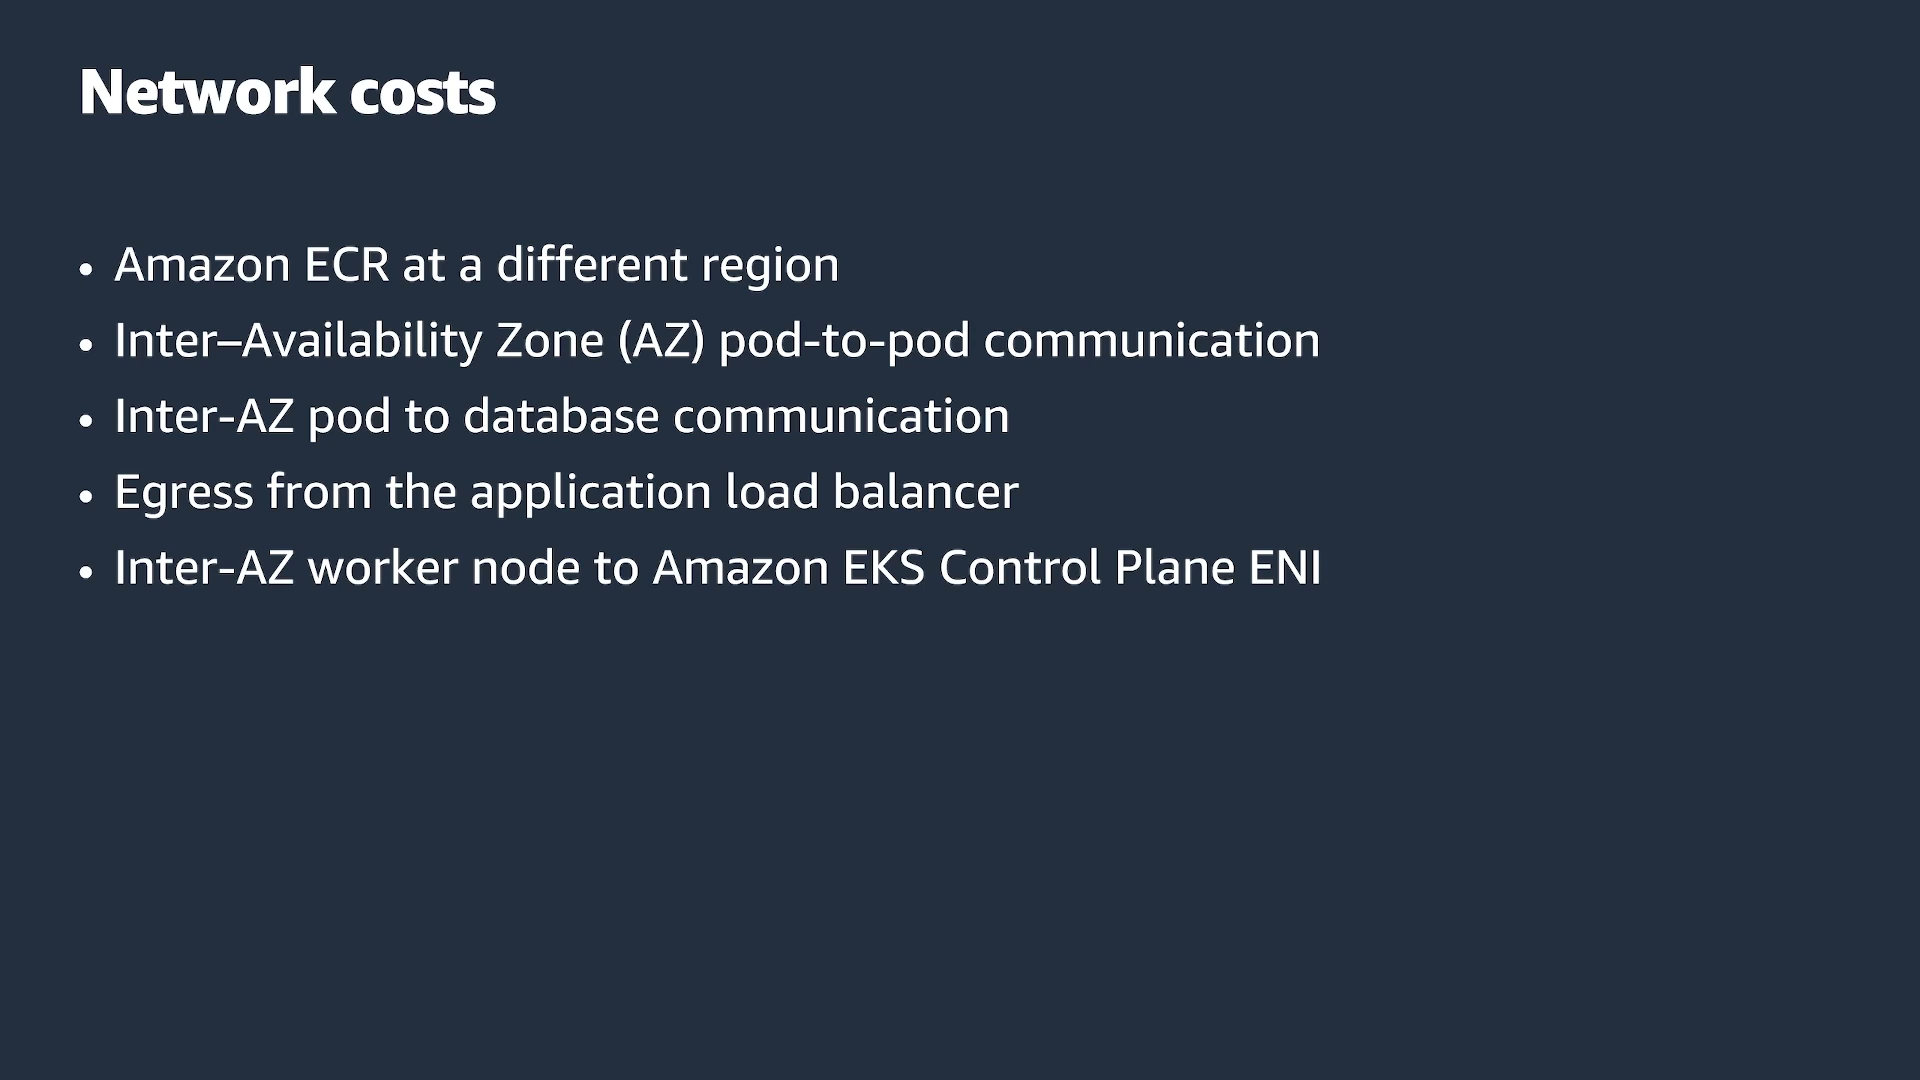 Network costs
• Amazon ECR at a different region
• Inter–Availability Zone (AZ) pod-to-pod communication
• Inter-AZ pod to database communication
• Egress from the application load balancer
• Inter-AZ worker node to Amazon EKS Control Plane ENI